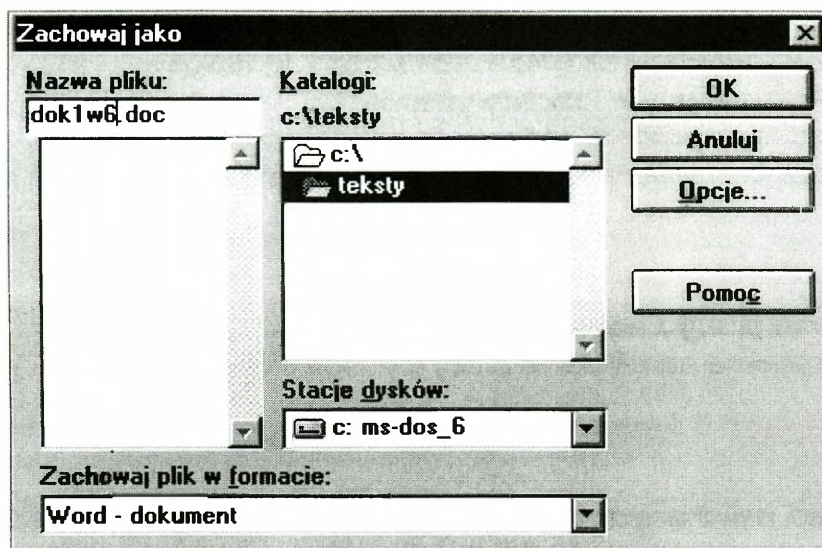 Zachowaj jako
Nazwa pliku:
dok1w6.doc
Katalogi:
c:\teksty
c:\
teksty
OK
Anuluj
Opcje...
Pomoc
Stacje dysków:
c: ms-dos_6
Zachowaj plik w formacie:
Word - dokument